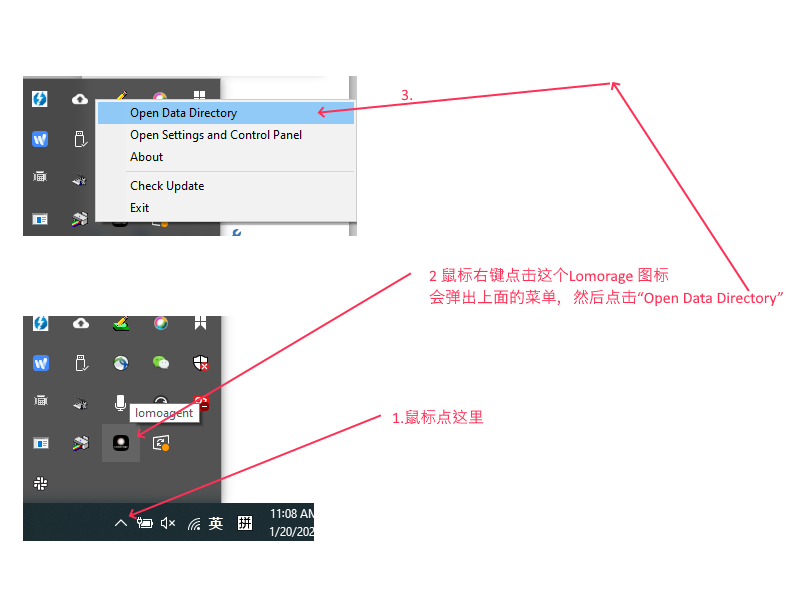 3.
Open Data Directory
Open Settings and Control Panel
About
Check Update
Exit
2 鼠标右键点击这个Lomorage 图标
会弹出上面的菜单，然后点击“Open Data Directory”
lomoagent
1.鼠标点这里
英
拼
11:08 AM
1/20/202